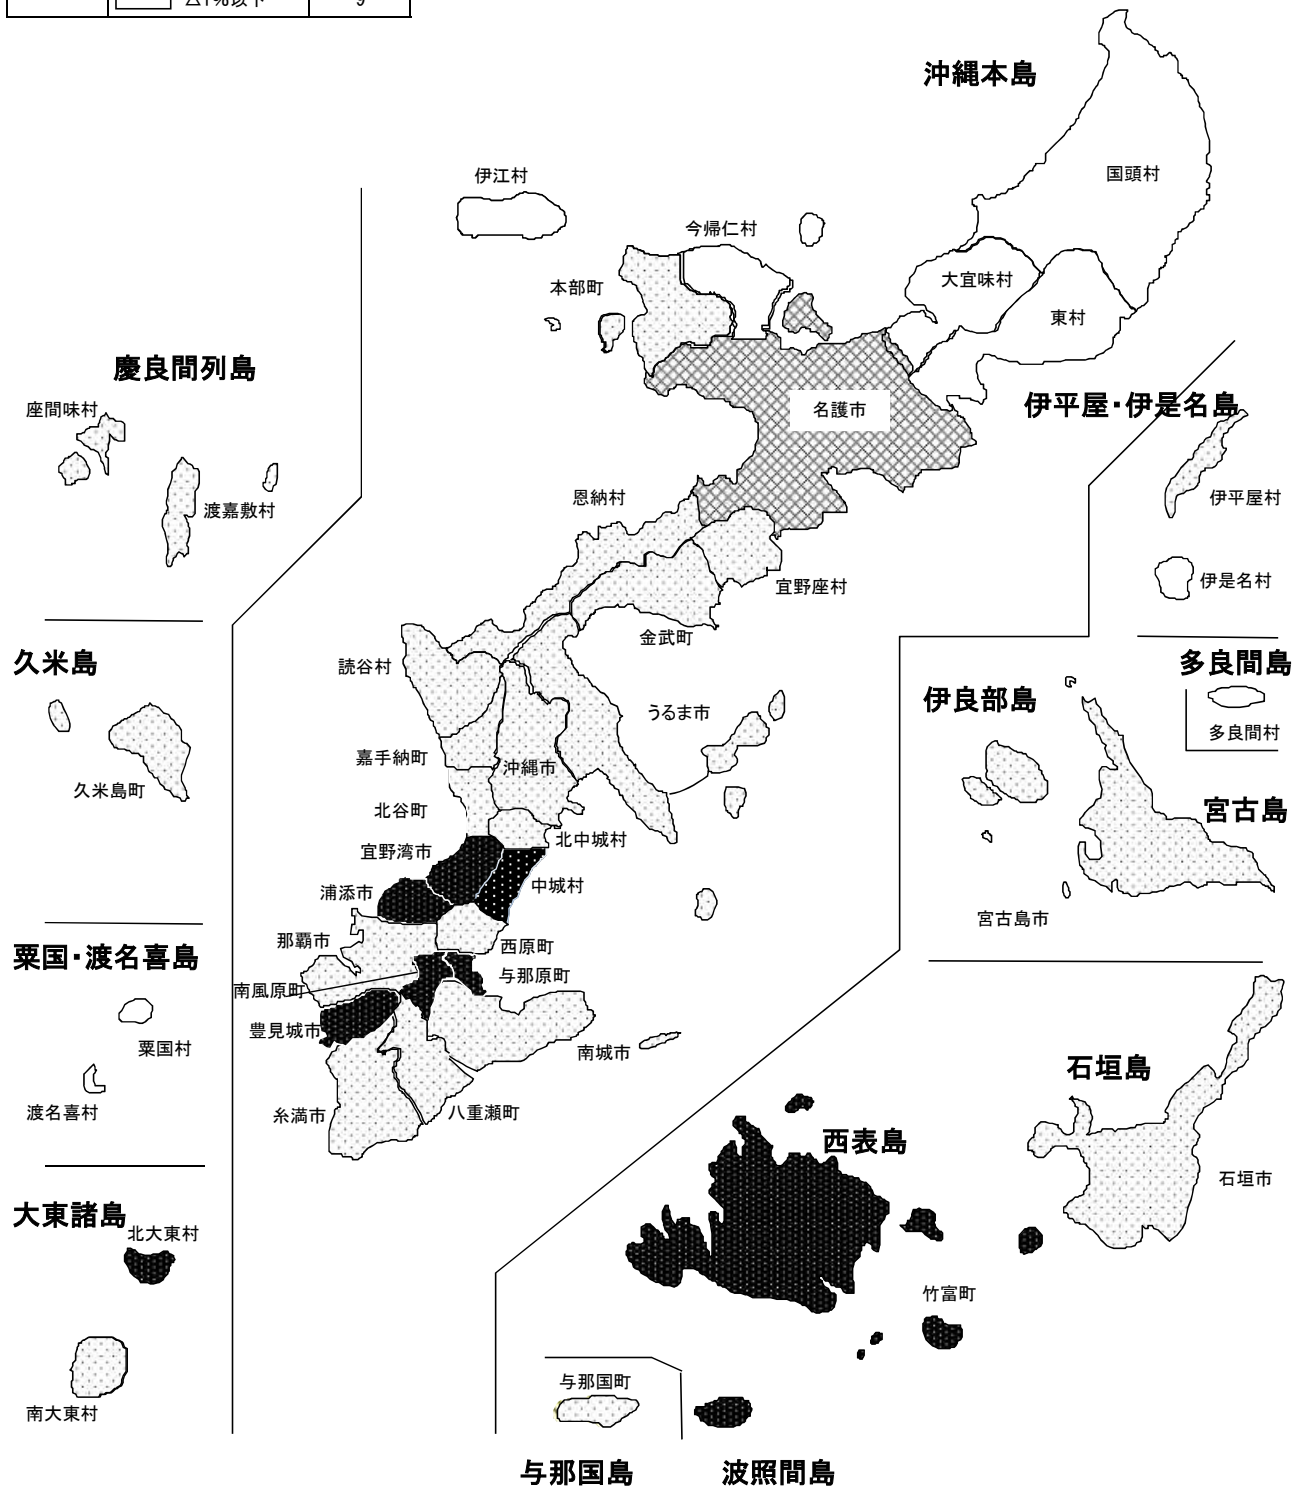 △1%以下 9
沖縄本島
国頭村
伊江村
今帰仁村
大宜味村
本部町
東村
慶良間列島
座間味村
名護市
伊平屋・伊是名島
恩納村
伊平屋村
渡嘉敷村
伊是名村
宜野座村
金武町
久米島
読谷村
多良間島
伊良部島
うるま市
多良間村
嘉手納町
沖縄市
久米島町
北谷町
宮古島
北中城村
宜野湾市
中城村
浦添市
宮古島市
那覇市
西原町
粟国・渡名喜島
与那原町
南風原町
豊見城市
粟国村
南城市
石垣島
渡名喜村
糸満市
八重瀬町
西表島
石垣市
大東諸島
北大東村
竹富町
与那国町
南大東村
与那国島
波照間島